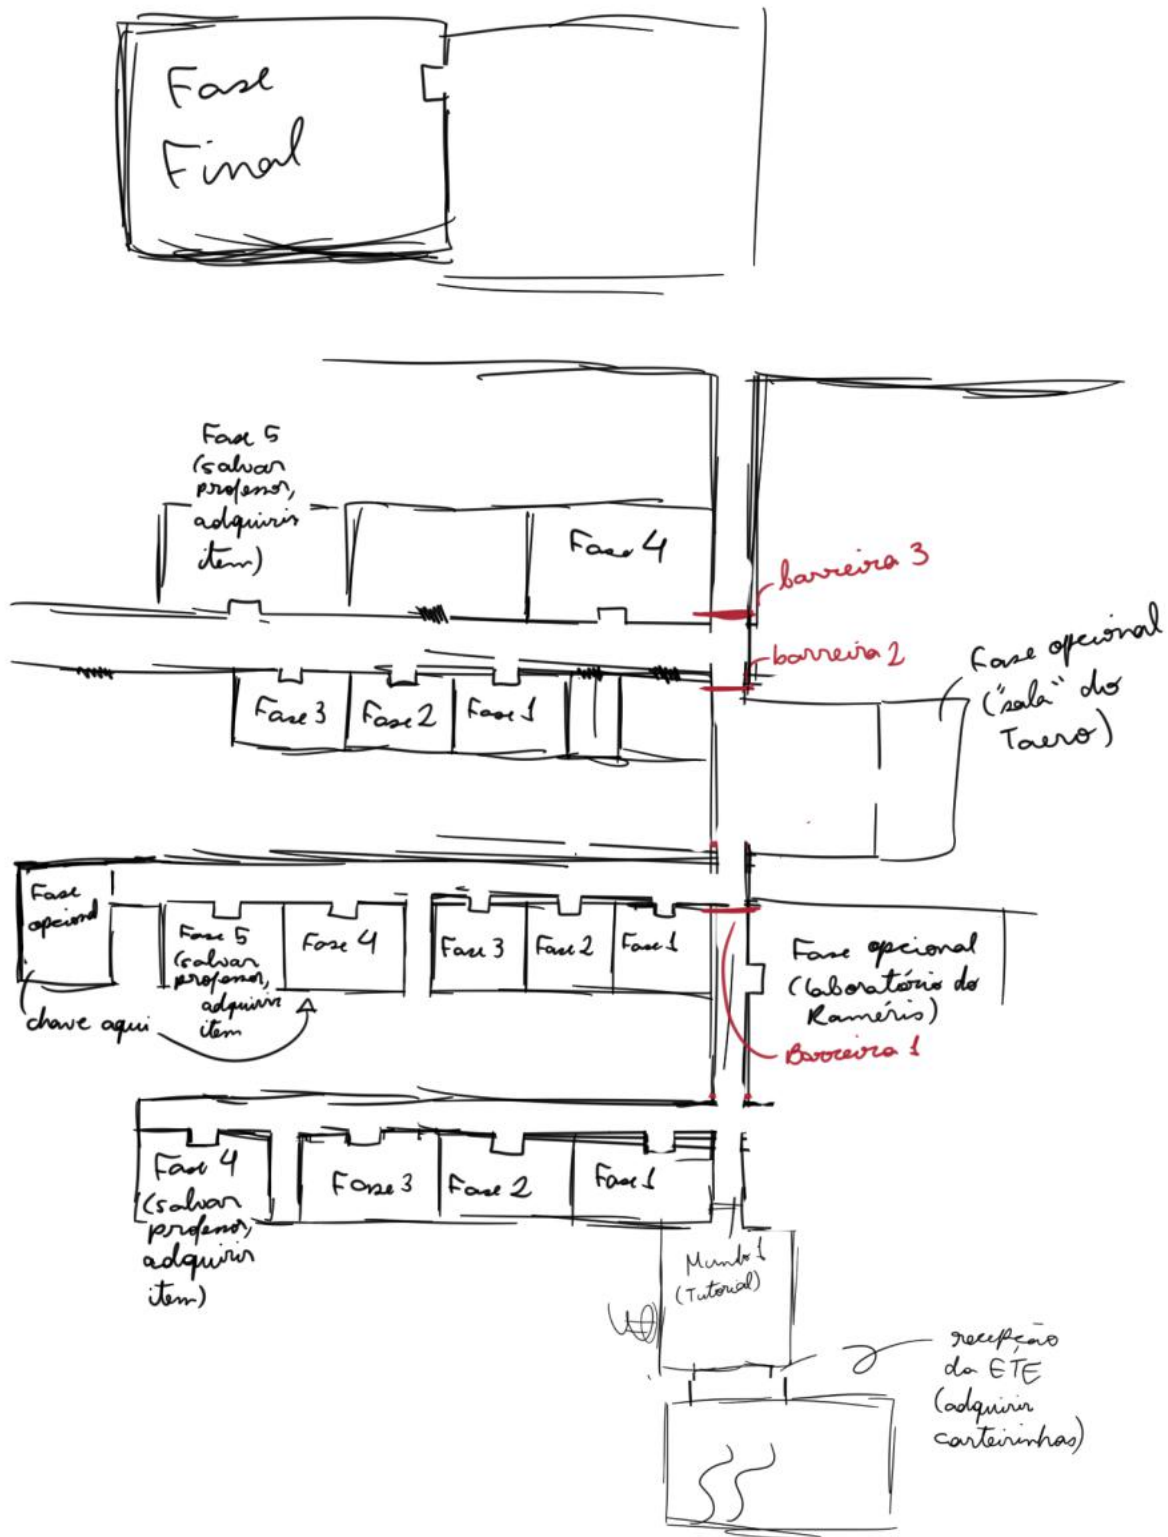 Fase
Final
Fase 5
(salvar
professor,
adquirir
item)
Fase 4
barreira 3
barreira 2
Fase opcional
("sala" do
Taero)
Fase 3
Fase 2
Fase 1
Fase
opcional
Fase 5
(salvar
professor,
adquirir
item
Fase 4
Fase 3
Fase 2
Fase 1
Fase opcional
(laboratório do
Raméris)
chave aqui
Barreira 1
Fase 4
(salvar
professor,
adquirir
item)
Fase 3
Fase 2
Fase 1
Mundo 1
(Tutorial)
recepção
da ETE
(adquirir
carteirinhas)